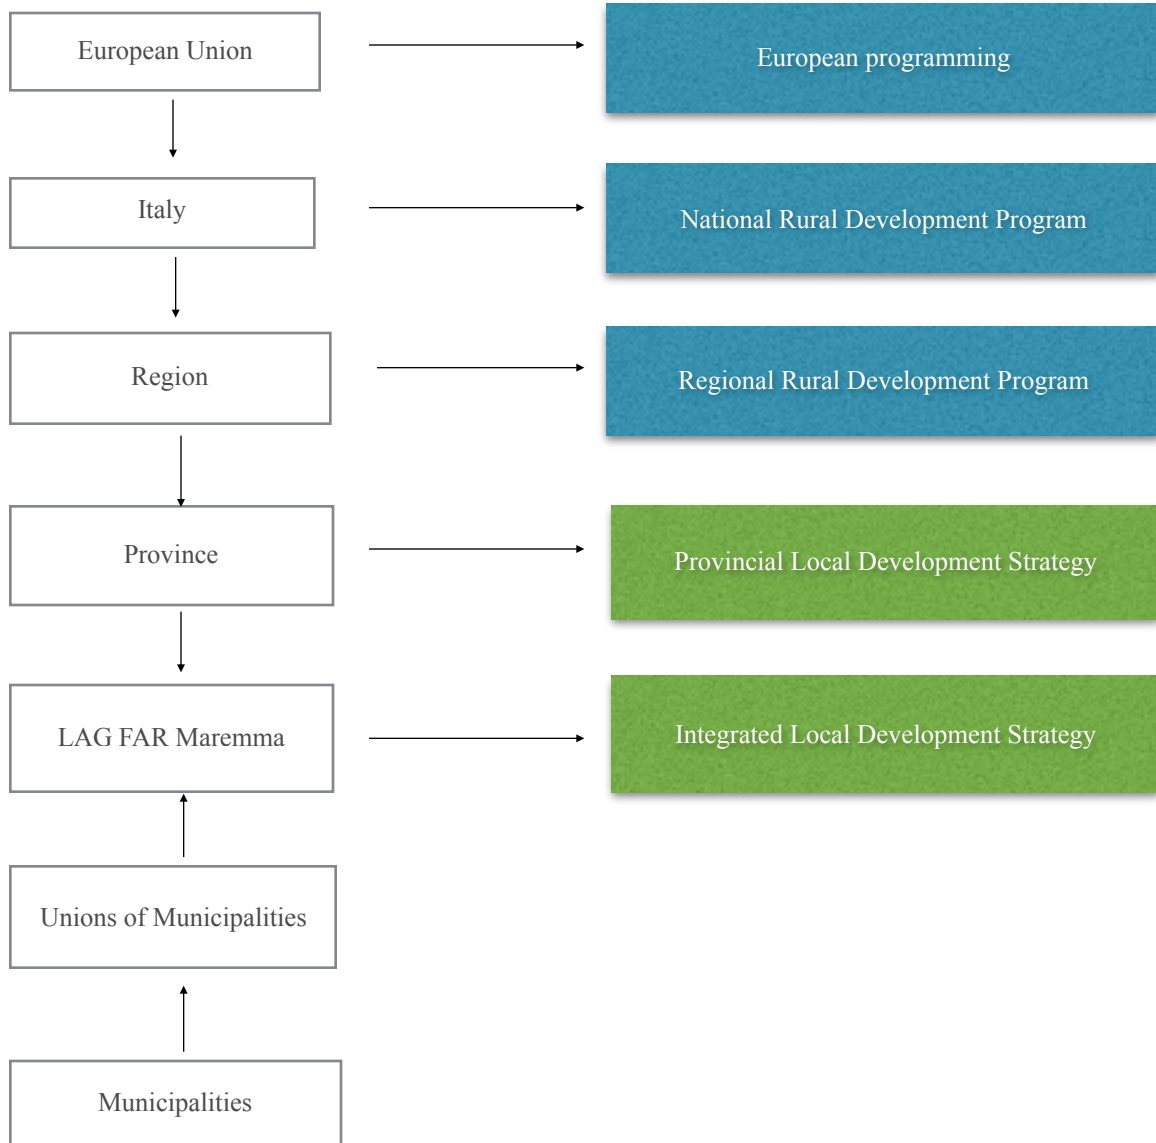 European Union
European programming
Italy
National Rural Development Program
Region
Regional Rural Development Program
Province
Provincial Local Development Strategy
LAG FAR Maremma
Integrated Local Development Strategy
Unions of Municipalities
Municipalities